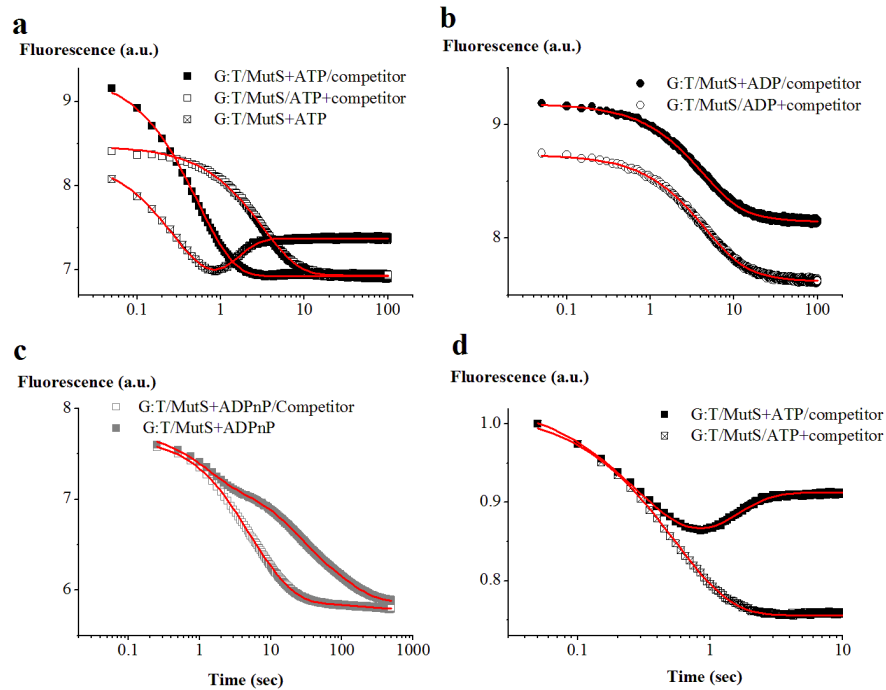 a
Fluorescence (a.u.)
G:T/MutS+ATP/competitor
G:T/MutS/ATP+competitor
G:T/MutS+ATP
9
8
7
0.1 1 10 100
b
Fluorescence (a.u.)
G:T/MutS+ADP/competitor
G:T/MutS/ADP+competitor
9
8
0.1 1 10 100
c
Fluorescence (a.u.)
G:T/MutS+ADPnP/Competitor
G:T/MutS+ADPnP
8
7
6
0.1 1 10 100 1000
Time (sec)
d
Fluorescence (a.u.)
G:T/MutS+ATP/competitor
G:T/MutS/ATP+competitor
1.0
0.9
0.8
0.1 1 10
Time (sec)